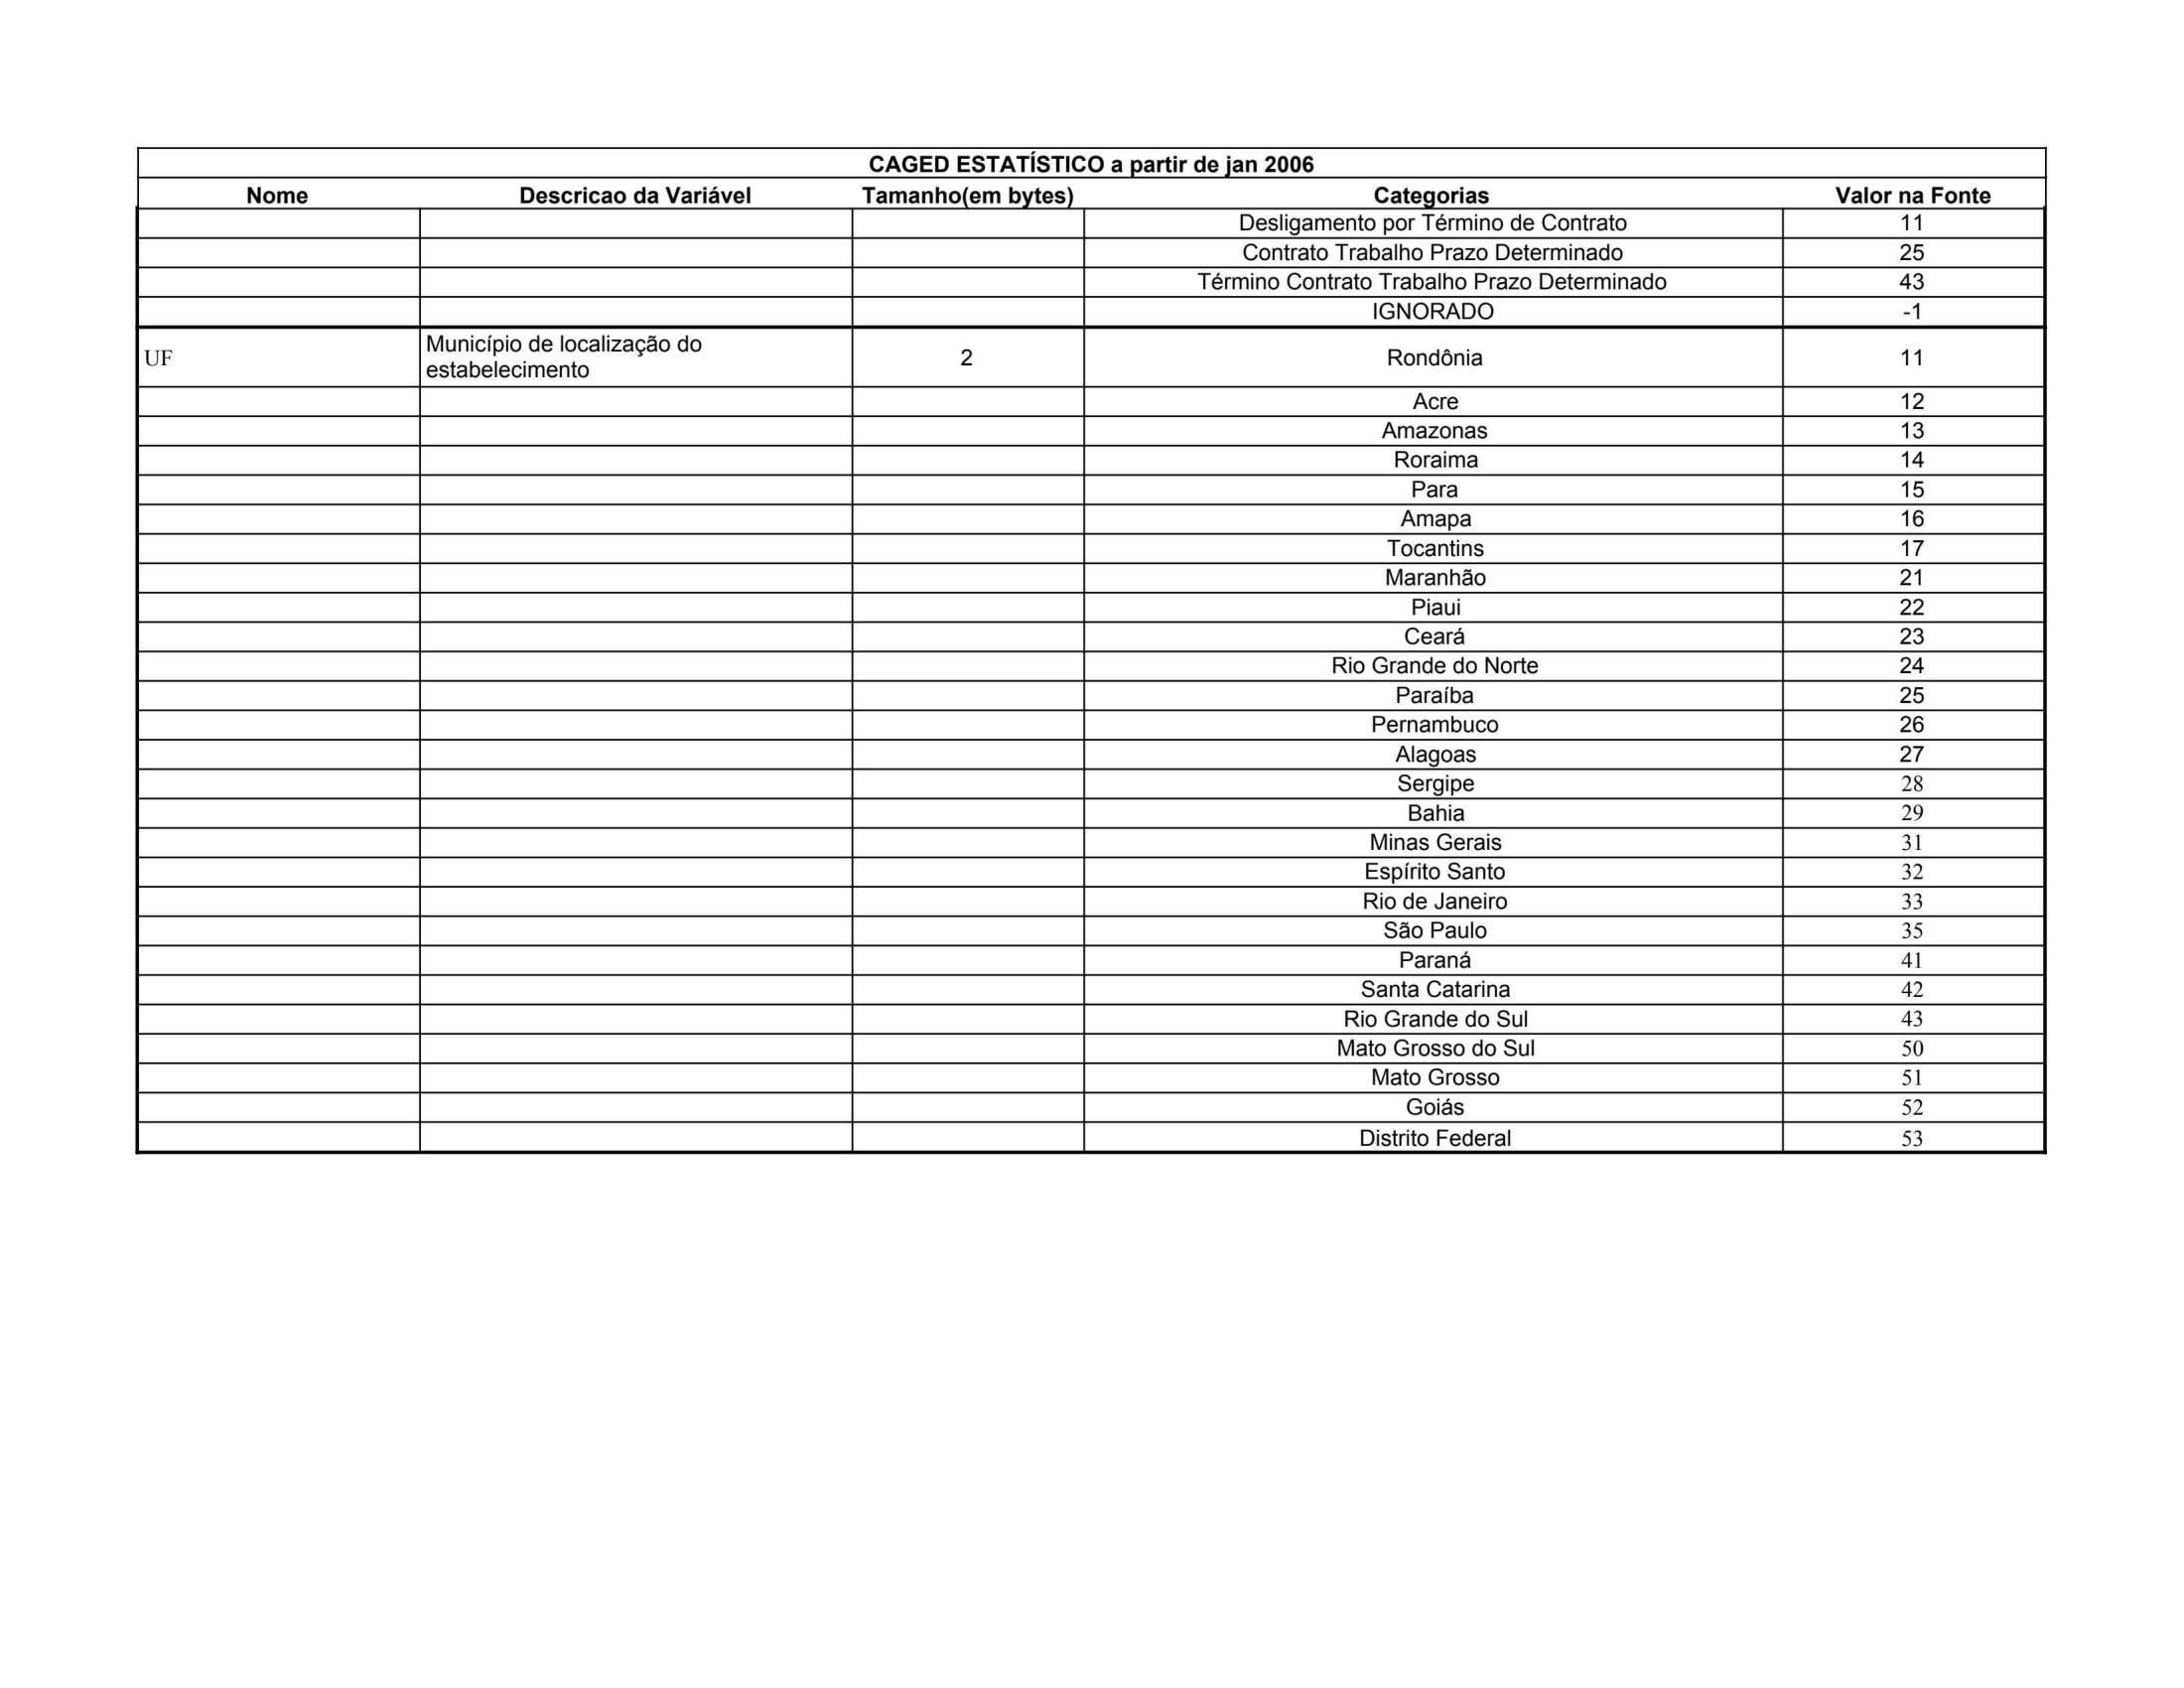 CAGED ESTATÍSTICO a partir de jan 2006
Nome Descricao da Variável Tamanho(em bytes) Categorias Valor na Fonte
Desligamento por Término de Contrato 11
Contrato Trabalho Prazo Determinado 25
Término Contrato Trabalho Prazo Determinado 43
IGNORADO -1
UF Município de localização do estabelecimento 2 Rondônia 11
Acre 12
Amazonas 13
Roraima 14
Para 15
Amapa 16
Tocantins 17
Maranhão 21
Piaui 22
Ceará 23
Rio Grande do Norte 24
Paraíba 25
Pernambuco 26
Alagoas 27
Sergipe 28
Bahia 29
Minas Gerais 31
Espírito Santo 32
Rio de Janeiro 33
São Paulo 35
Paraná 41
Santa Catarina 42
Rio Grande do Sul 43
Mato Grosso do Sul 50
Mato Grosso 51
Goiás 52
Distrito Federal 53